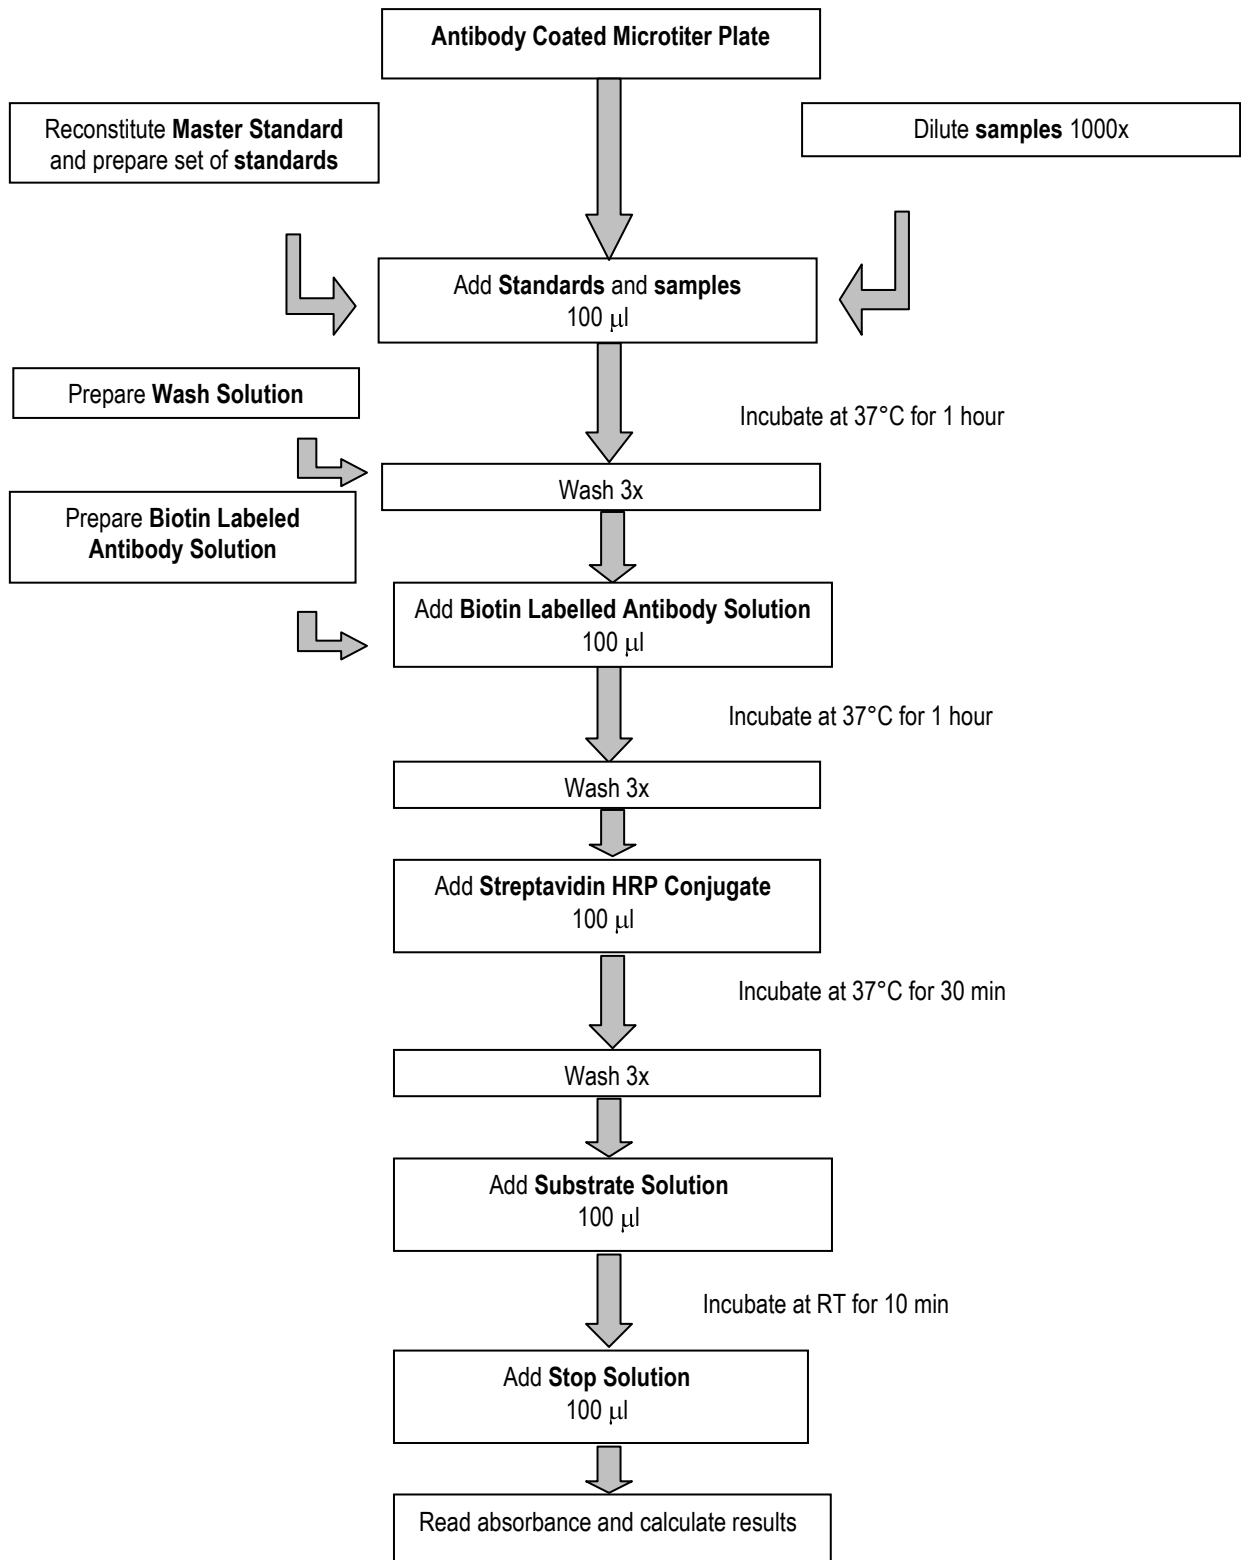 Antibody Coated Microtiter Plate
Reconstitute Master Standard
and prepare set of standards
Dilute samples 1000x
Add Standards and samples
100 µl
Prepare Wash Solution
Incubate at 37°C for 1 hour
Wash 3x
Prepare Biotin Labeled
Antibody Solution
Add Biotin Labelled Antibody Solution
100 µl
Incubate at 37°C for 1 hour
Wash 3x
Add Streptavidin HRP Conjugate
100 µl
Incubate at 37°C for 30 min
Wash 3x
Add Substrate Solution
100 µl
Incubate at RT for 10 min
Add Stop Solution
100 µl
Read absorbance and calculate results